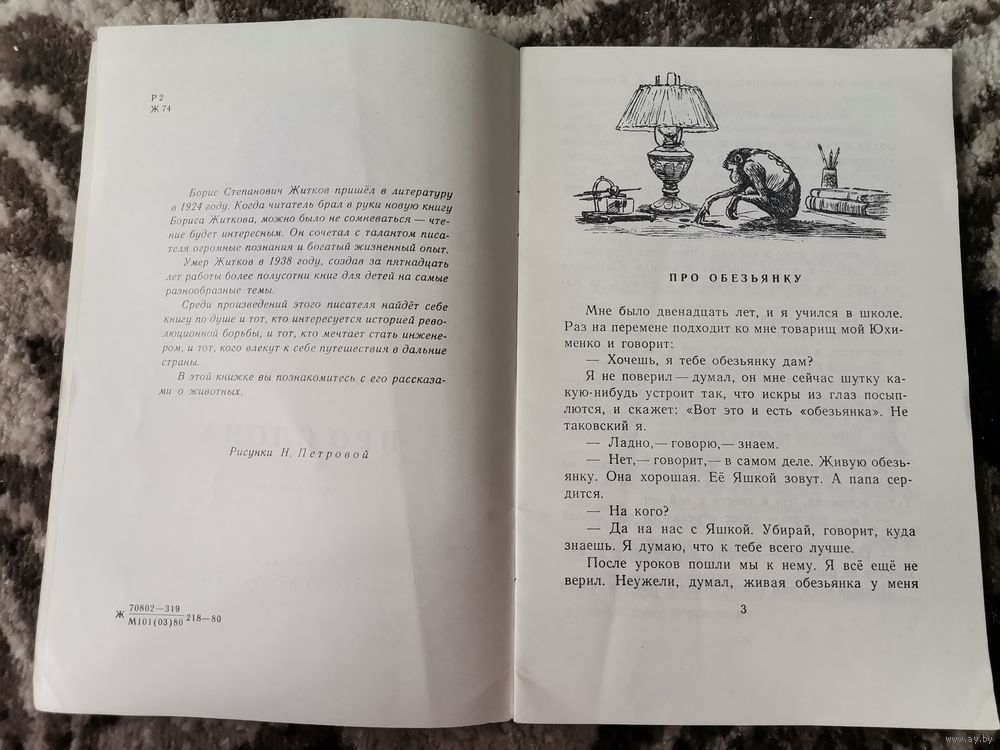 Р2
Ж 74
Борис Степанович Житков пришёл в литературу
в 1924 году. Когда читатель брал в руки новую книгу
Бориса Житкова, можно было не сомневаться — чте-
ние будет интересным. Он сочетал с талантом писа-
теля огромные познания и богатый жизненный опыт.
Умер Житков в 1938 году, создав за пятнадцать
лет работы более полусотни книг для детей на самые
разнообразные темы.
Среди произведений этого писателя найдёт себе
книгу по душе и тот, кто интересуется историей рево-
люционной борьбы, и тот, кто мечтает стать инжене-
ром, и тот, кого влекут к себе путешествия в дальние
страны.
В этой книжке вы познакомитесь с его рассказа-
ми о животных.
Рисунки Н. Петровой
Ж 70802—319
М101(03)80 218—80
ПРО ОБЕЗЬЯНКУ
Мне было двенадцать лет, и я учился в школе.
Раз на перемене подходит ко мне товарищ мой Юхи-
менко и говорит:
— Хочешь, я тебе обезьянку дам?
Я не поверил — думал, он мне сейчас шутку ка-
кую-нибудь устроит так, что искры из глаз посып-
лются, и скажет: «Вот это и есть «обезьянка». Не
таковский я.
— Ладно,— говорю,— знаем.
— Нет,— говорит,— в самом деле. Живую обезь-
янку. Она хорошая. Её Яшкой зовут. А папа сер-
дится.
— На кого?
— Да на нас с Яшкой. Убирай, говорит, куда
знаешь. Я думаю, что к тебе всего лучше.
После уроков пошли мы к нему. Я всё ещё не
верил. Неужели, думал, живая обезьянка у меня
3
www.ay.by